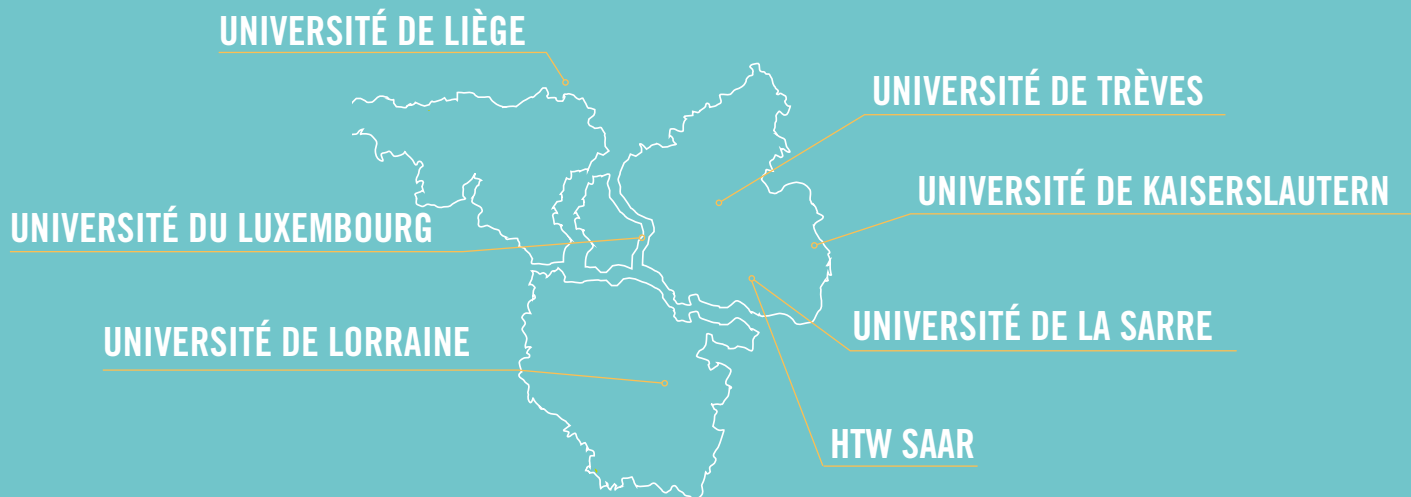 UNIVERSITÉ DE LIÈGE
UNIVERSITÉ DE TRÈVES
UNIVERSITÉ DE KAISERSLAUTERN
UNIVERSITÉ DU LUXEMBOURG
UNIVERSITÉ DE LA SARRE
UNIVERSITÉ DE LORRAINE
HTW SAAR